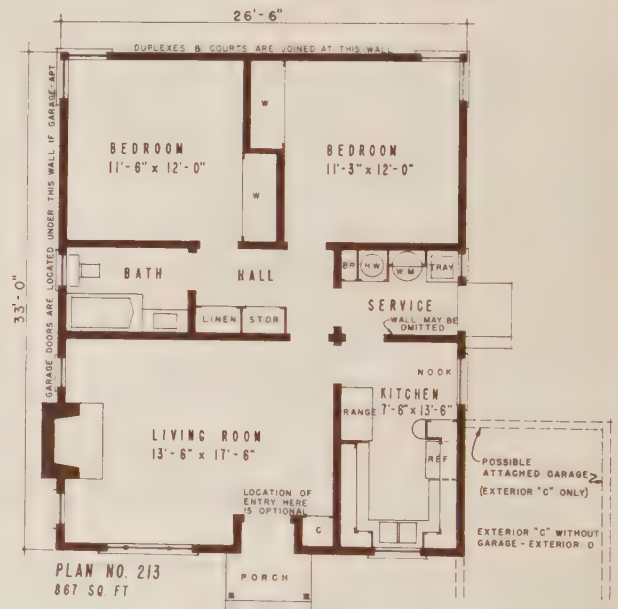 26'-6"
DUPLEXES & COURTS ARE JOINED AT THIS WALL
GARAGE DOORS ARE LOCATED UNDER THIS WALL IF GARAGE-APT
33'-0"
W
BEDROOM
11'-6" x 12'-0"
BEDROOM
11'-3" x 12'-0"
W
BATH
HALL
BR
H.W.
W M
TRAY
LINEN
STOR
SERVICE
WALL MAY BE
OMITTED
NOOK
KITCHEN
7'-6" x 13'-6"
RANGE
REF
LIVING ROOM
13'-6" x 17'-6"
LOCATION OF
ENTRY HERE
IS OPTIONAL
C
POSSIBLE
ATTACHED GARAGE
(EXTERIOR "C" ONLY)
EXTERIOR "C" WITHOUT
GARAGE - EXTERIOR D
PLAN NO. 213
867 SQ. FT
PORCH